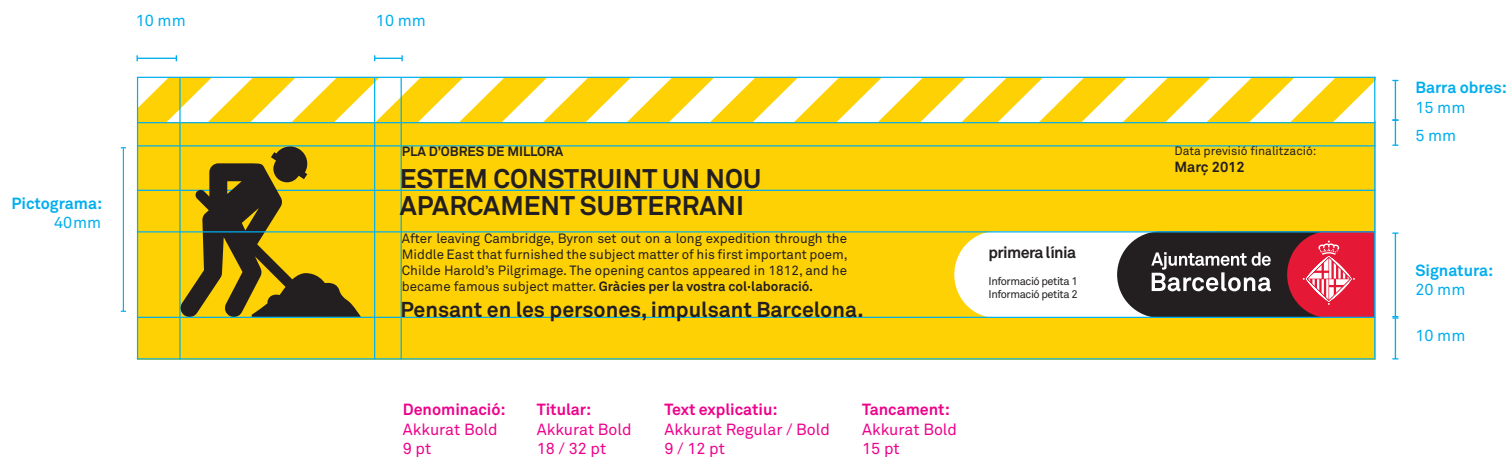 10 mm
10 mm
Barra obres:
15 mm
5 mm
Pictograma:
40mm
PLA D'OBRES DE MILLORA
ESTEM CONSTRUINT UN NOU
APARCAMENT SUBTERRANI
After leaving Cambridge, Byron set out on a long expedition through the
Middle East that furnished the subject matter of his first important poem,
Childe Harold's Pilgrimage. The opening cantos appeared in 1812, and he
became famous subject matter. Gràcies per la vostra col·laboració.
Pensant en les persones, impulsant Barcelona.
Data previsió finalització:
Març 2012
primera línia
Informació petita 1
Informació petita 2
Ajuntament de
Barcelona
Signatura:
20 mm
10 mm
Denominació:
Akkurat Bold
9 pt
Titular:
Akkurat Bold
18 / 32 pt
Text explicatiu:
Akkurat Regular / Bold
9 / 12 pt
Tancament:
Akkurat Bold
15 pt